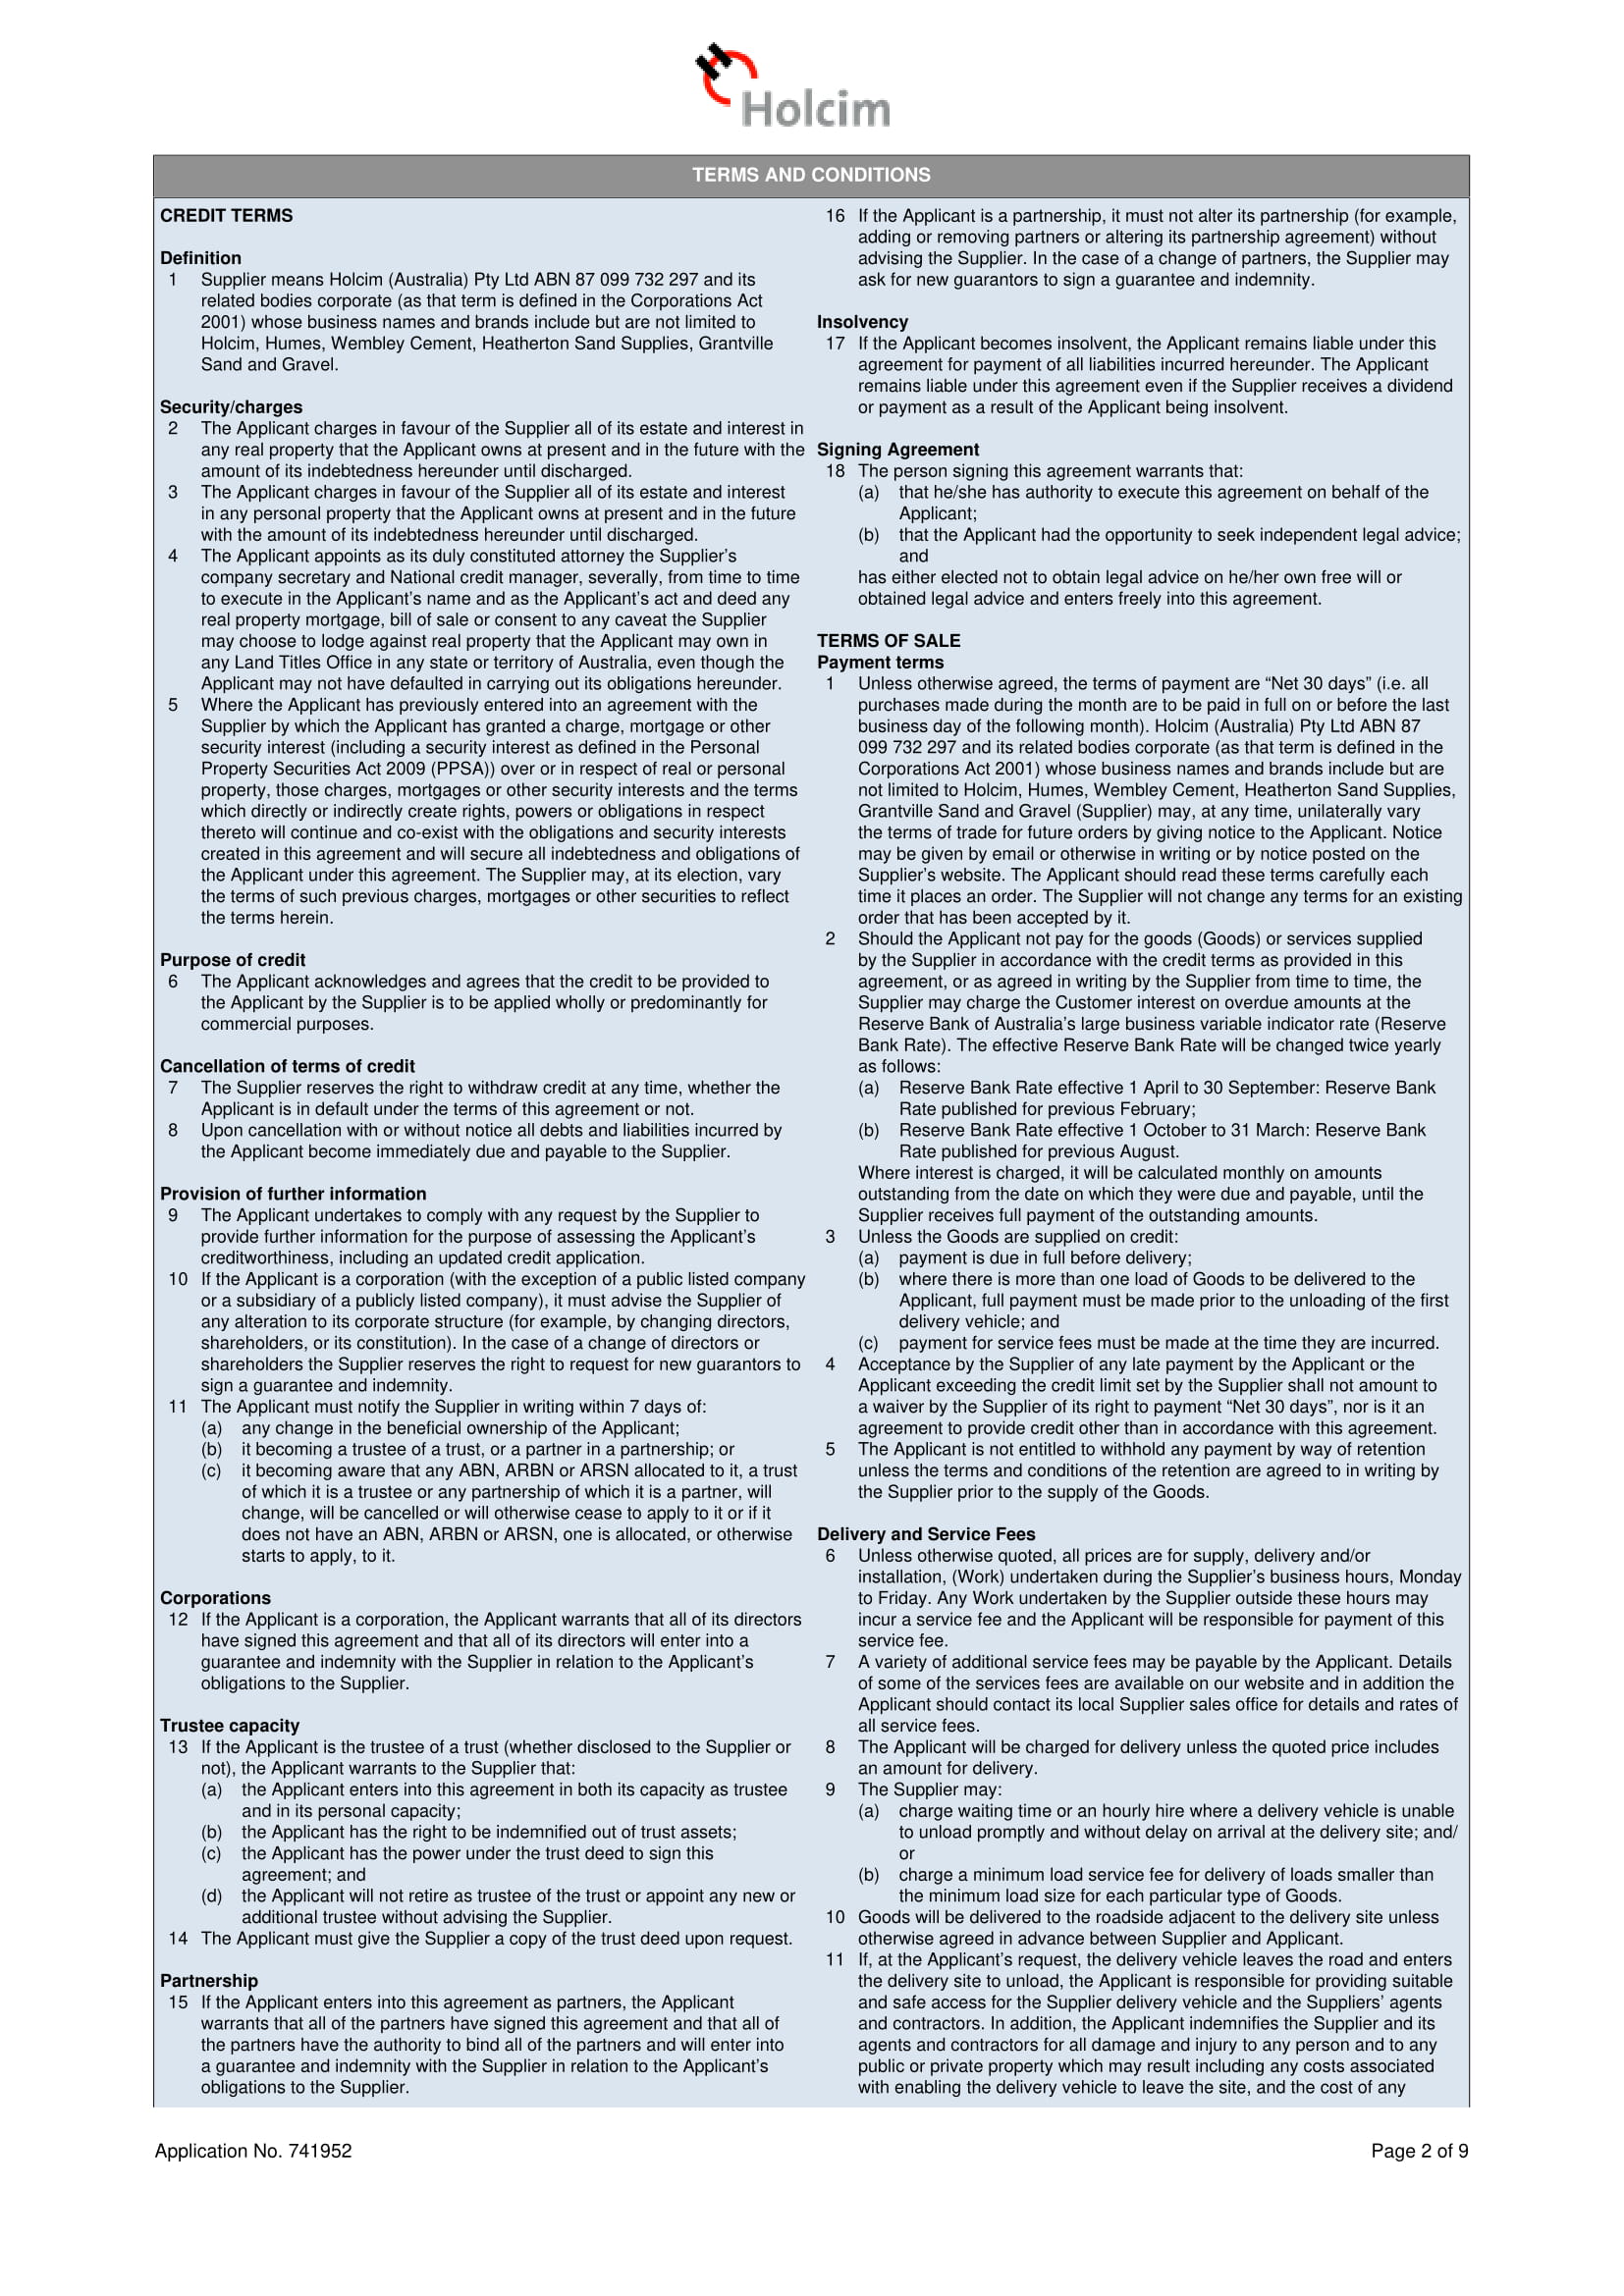 Holcim
TERMS AND CONDITIONS
CREDIT TERMS
Definition
1 Supplier means Holcim (Australia) Pty Ltd ABN 87 099 732 297 and its
related bodies corporate (as that term is defined in the Corporations Act
2001) whose business names and brands include but are not limited to
Holcim, Humes, Wembley Cement, Heatherton Sand Supplies, Grantville
Sand and Gravel.
Security/charges
2 The Applicant charges in favour of the Supplier all of its estate and interest in
any real property that the Applicant owns at present and in the future with the
amount of its indebtedness hereunder until discharged.
3 The Applicant charges in favour of the Supplier all of its estate and interest
in any personal property that the Applicant owns at present and in the future
with the amount of its indebtedness hereunder until discharged.
4 The Applicant appoints as its duly constituted attorney the Supplier’s
company secretary and National credit manager, severally, from time to time
to execute in the Applicant’s name and as the Applicant’s act and deed any
real property mortgage, bill of sale or consent to any caveat the Supplier
may choose to lodge against real property that the Applicant may own in
any Land Titles Office in any state or territory of Australia, even though the
Applicant may not have defaulted in carrying out its obligations hereunder.
5 Where the Applicant has previously entered into an agreement with the
Supplier by which the Applicant has granted a charge, mortgage or other
security interest (including a security interest as defined in the Personal
Property Securities Act 2009 (PPSA)) over or in respect of real or personal
property, those charges, mortgages or other security interests and the terms
which directly or indirectly create rights, powers or obligations in respect
thereto will continue and co-exist with the obligations and security interests
created in this agreement and will secure all indebtedness and obligations of
the Applicant under this agreement. The Supplier may, at its election, vary
the terms of such previous charges, mortgages or other securities to reflect
the terms herein.
Purpose of credit
6 The Applicant acknowledges and agrees that the credit to be provided to
the Applicant by the Supplier is to be applied wholly or predominantly for
commercial purposes.
Cancellation of terms of credit
7 The Supplier reserves the right to withdraw credit at any time, whether the
Applicant is in default under the terms of this agreement or not.
8 Upon cancellation with or without notice all debts and liabilities incurred by
the Applicant become immediately due and payable to the Supplier.
Provision of further information
9 The Applicant undertakes to comply with any request by the Supplier to
provide further information for the purpose of assessing the Applicant’s
creditworthiness, including an updated credit application.
10 If the Applicant is a corporation (with the exception of a public listed company
or a subsidiary of a publicly listed company), it must advise the Supplier of
any alteration to its corporate structure (for example, by changing directors,
shareholders, or its constitution). In the case of a change of directors or
shareholders the Supplier reserves the right to request for new guarantors to
sign a guarantee and indemnity.
11 The Applicant must notify the Supplier in writing within 7 days of:
(a) any change in the beneficial ownership of the Applicant;
(b) it becoming a trustee of a trust, or a partner in a partnership; or
(c) it becoming aware that any ABN, ARBN or ARSN allocated to it, a trust
of which it is a trustee or any partnership of which it is a partner, will
change, will be cancelled or will otherwise cease to apply to it or if it
does not have an ABN, ARBN or ARSN, one is allocated, or otherwise
starts to apply, to it.
Corporations
12 If the Applicant is a corporation, the Applicant warrants that all of its directors
have signed this agreement and that all of its directors will enter into a
guarantee and indemnity with the Supplier in relation to the Applicant’s
obligations to the Supplier.
Trustee capacity
13 If the Applicant is the trustee of a trust (whether disclosed to the Supplier or
not), the Applicant warrants to the Supplier that:
(a) the Applicant enters into this agreement in both its capacity as trustee
and in its personal capacity;
(b) the Applicant has the right to be indemnified out of trust assets;
(c) the Applicant has the power under the trust deed to sign this
agreement; and
(d) the Applicant will not retire as trustee of the trust or appoint any new or
additional trustee without advising the Supplier.
14 The Applicant must give the Supplier a copy of the trust deed upon request.
Partnership
15 If the Applicant enters into this agreement as partners, the Applicant
warrants that all of the partners have signed this agreement and that all of
the partners have the authority to bind all of the partners and will enter into
a guarantee and indemnity with the Supplier in relation to the Applicant’s
obligations to the Supplier.
16 If the Applicant is a partnership, it must not alter its partnership (for example,
adding or removing partners or altering its partnership agreement) without
advising the Supplier. In the case of a change of partners, the Supplier may
ask for new guarantors to sign a guarantee and indemnity.
Insolvency
17 If the Applicant becomes insolvent, the Applicant remains liable under this
agreement for payment of all liabilities incurred hereunder. The Applicant
remains liable under this agreement even if the Supplier receives a dividend
or payment as a result of the Applicant being insolvent.
Signing Agreement
18 The person signing this agreement warrants that:
(a) that he/she has authority to execute this agreement on behalf of the
Applicant;
(b) that the Applicant had the opportunity to seek independent legal advice;
and
has either elected not to obtain legal advice on he/her own free will or
obtained legal advice and enters freely into this agreement.
TERMS OF SALE
Payment terms
1 Unless otherwise agreed, the terms of payment are “Net 30 days” (i.e. all
purchases made during the month are to be paid in full on or before the last
business day of the following month). Holcim (Australia) Pty Ltd ABN 87
099 732 297 and its related bodies corporate (as that term is defined in the
Corporations Act 2001) whose business names and brands include but are
not limited to Holcim, Humes, Wembley Cement, Heatherton Sand Supplies,
Grantville Sand and Gravel (Supplier) may, at any time, unilaterally vary
the terms of trade for future orders by giving notice to the Applicant. Notice
may be given by email or otherwise in writing or by notice posted on the
Supplier’s website. The Applicant should read these terms carefully each
time it places an order. The Supplier will not change any terms for an existing
order that has been accepted by it.
2 Should the Applicant not pay for the goods (Goods) or services supplied
by the Supplier in accordance with the credit terms as provided in this
agreement, or as agreed in writing by the Supplier from time to time, the
Supplier may charge the Customer interest on overdue amounts at the
Reserve Bank of Australia’s large business variable indicator rate (Reserve
Bank Rate). The effective Reserve Bank Rate will be changed twice yearly
as follows:
(a) Reserve Bank Rate effective 1 April to 30 September: Reserve Bank
Rate published for previous February;
(b) Reserve Bank Rate effective 1 October to 31 March: Reserve Bank
Rate published for previous August.
Where interest is charged, it will be calculated monthly on amounts
outstanding from the date on which they were due and payable, until the
Supplier receives full payment of the outstanding amounts.
3 Unless the Goods are supplied on credit:
(a) payment is due in full before delivery;
(b) where there is more than one load of Goods to be delivered to the
Applicant, full payment must be made prior to the unloading of the first
delivery vehicle; and
(c) payment for service fees must be made at the time they are incurred.
4 Acceptance by the Supplier of any late payment by the Applicant or the
Applicant exceeding the credit limit set by the Supplier shall not amount to
a waiver by the Supplier of its right to payment “Net 30 days”, nor is it an
agreement to provide credit other than in accordance with this agreement.
5 The Applicant is not entitled to withhold any payment by way of retention
unless the terms and conditions of the retention are agreed to in writing by
the Supplier prior to the supply of the Goods.
Delivery and Service Fees
6 Unless otherwise quoted, all prices are for supply, delivery and/or
installation, (Work) undertaken during the Supplier’s business hours, Monday
to Friday. Any Work undertaken by the Supplier outside these hours may
incur a service fee and the Applicant will be responsible for payment of this
service fee.
7 A variety of additional service fees may be payable by the Applicant. Details
of some of the services fees are available on our website and in addition the
Applicant should contact its local Supplier sales office for details and rates of
all service fees.
8 The Applicant will be charged for delivery unless the quoted price includes
an amount for delivery.
9 The Supplier may:
(a) charge waiting time or an hourly hire where a delivery vehicle is unable
to unload promptly and without delay on arrival at the delivery site; and/
or
(b) charge a minimum load service fee for delivery of loads smaller than
the minimum load size for each particular type of Goods.
10 Goods will be delivered to the roadside adjacent to the delivery site unless
otherwise agreed in advance between Supplier and Applicant.
11 If, at the Applicant’s request, the delivery vehicle leaves the road and enters
the delivery site to unload, the Applicant is responsible for providing suitable
and safe access for the Supplier delivery vehicle and the Suppliers’ agents
and contractors. In addition, the Applicant indemnifies the Supplier and its
agents and contractors for all damage and injury to any person and to any
public or private property which may result including any costs associated
with enabling the delivery vehicle to leave the site, and the cost of any
Application No. 741952
Page 2 of 9